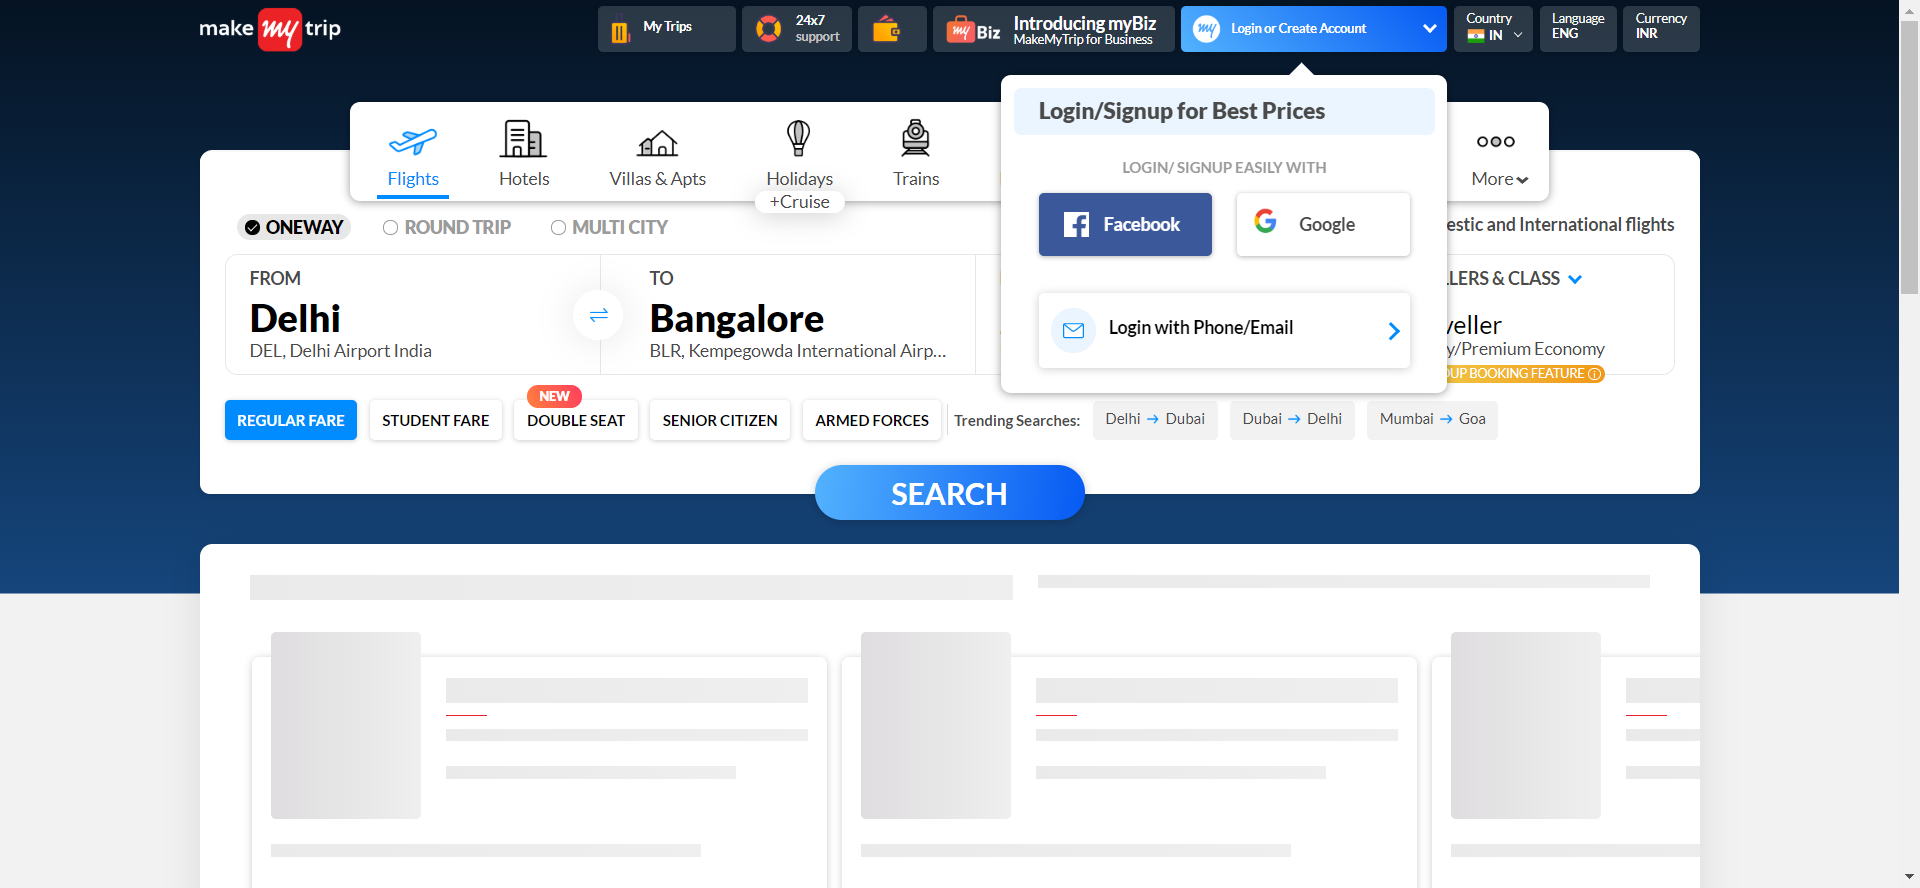 make my trip
My Trips
24x7
support
my Biz
Introducing myBiz
MakeMyTrip for Business
my
Login or Create Account
Country
IN
Language
ENG
Currency
INR
Login/Signup for Best Prices
LOGIN/ SIGNUP EASILY WITH
Facebook
Google
Login with Phone/Email
Flights
Hotels
Villas & Apts
Holidays
+Cruise
Trains
More
ONEWAY
ROUND TRIP
MULTI CITY
estic and International flights
FROM
Delhi
DEL, Delhi Airport India
TO
Bangalore
BLR, Kempegowda International Airp...
LLERS & CLASS
veller
y/Premium Economy
OUP BOOKING FEATURE
REGULAR FARE
STUDENT FARE
NEW
DOUBLE SEAT
SENIOR CITIZEN
ARMED FORCES
Trending Searches:
Delhi → Dubai
Dubai → Delhi
Mumbai → Goa
SEARCH